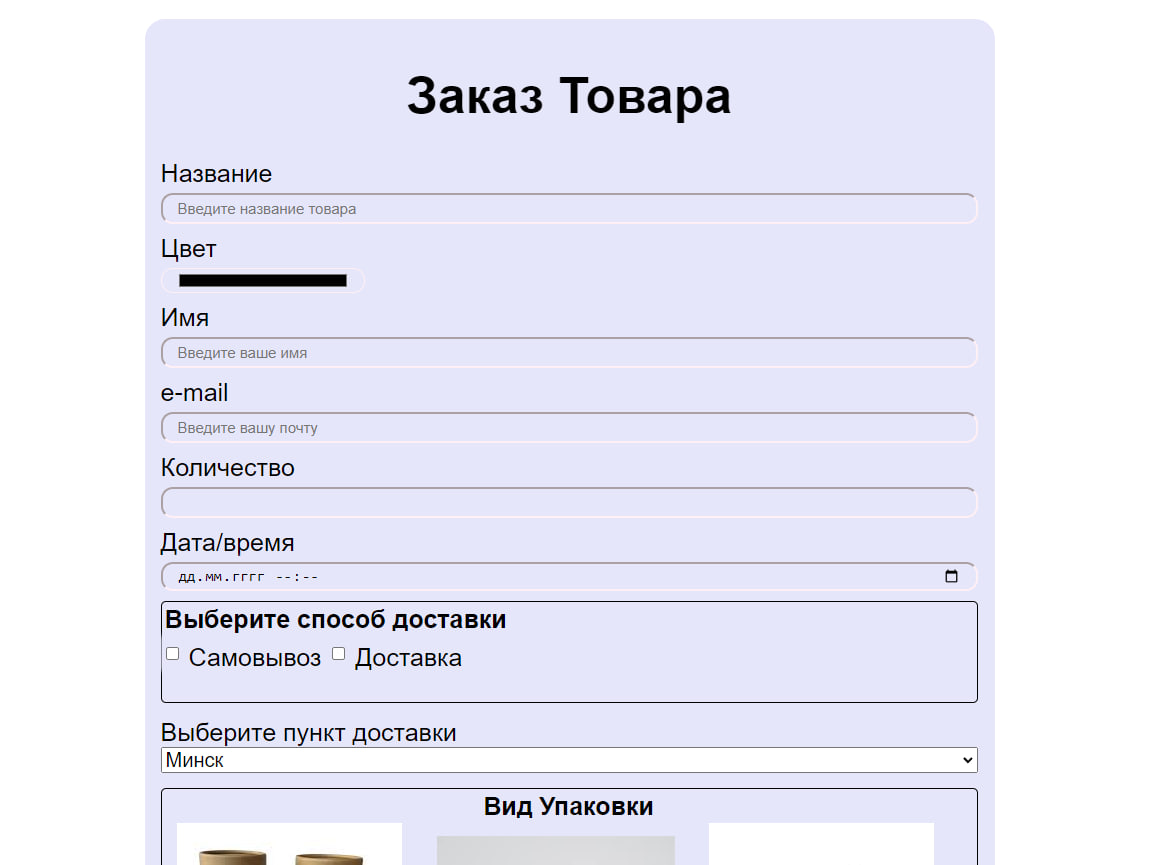 Заказ Товара
Название
Введите название товара
Цвет
Имя
Введите ваше имя
e-mail
Введите вашу почту
Количество
Дата/время
дд.мм.гггг --:--
Выберите способ доставки
Самовывоз Доставка
Выберите пункт доставки
Минск
Вид Упаковки